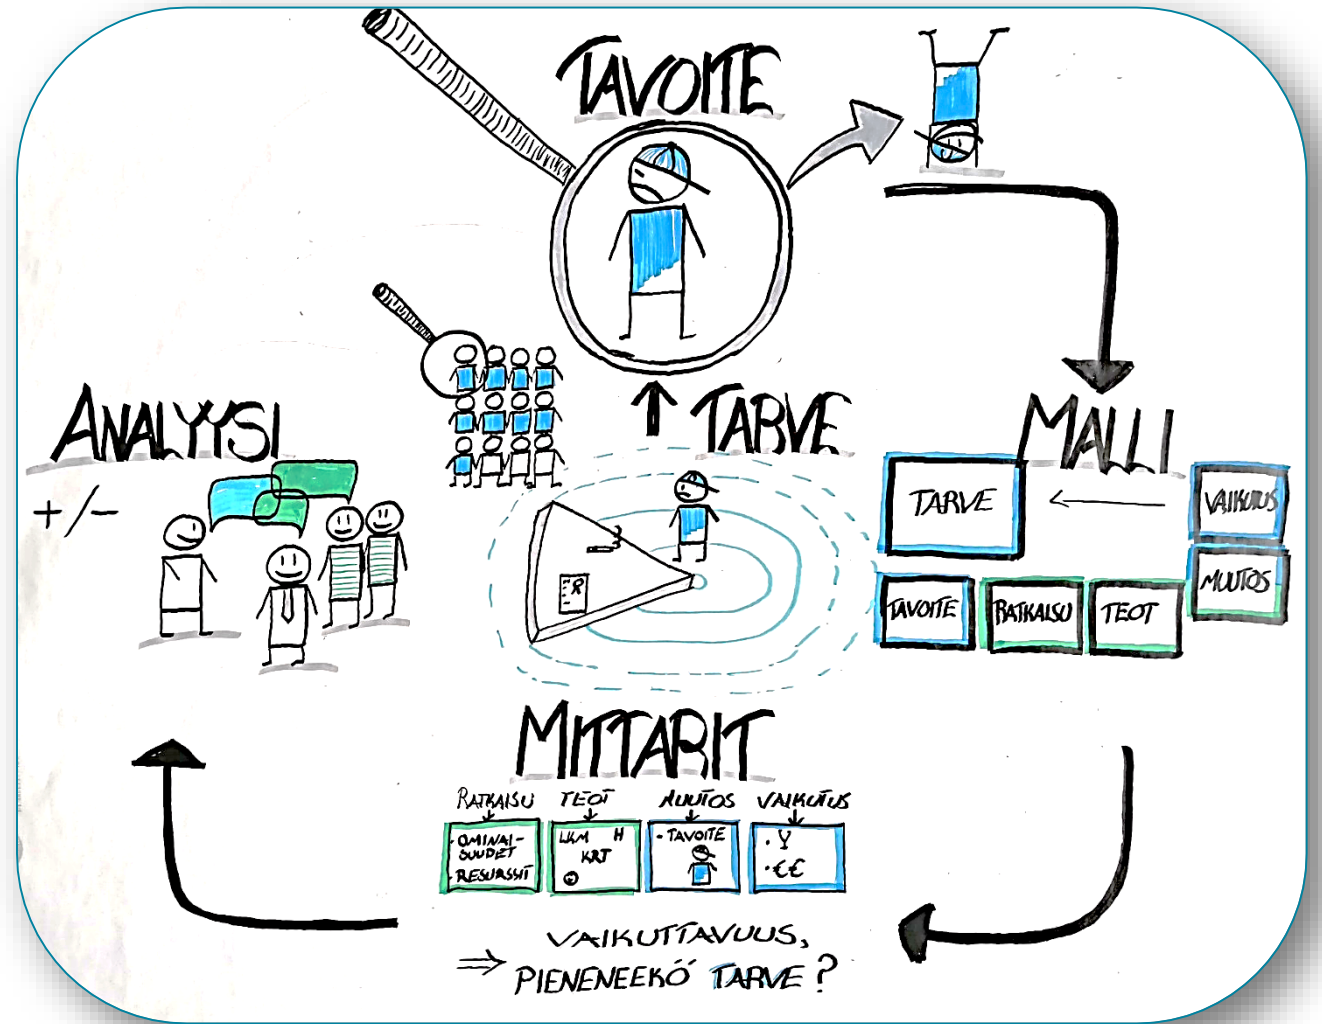 TAVOITE
ANALYYSI
+/-
TARVE
MALLI
TARVE
VAIKUTUS
MUUTOS
TAVOITE
RATKAISU
TEOT
MITTARIT
RATKAISU
TEOT
MUUTOS
VAIKUTUS
· OMINAI-
SUUDET
· RESURSSIT
LKM H
KRT
· TAVOITE
· Y
· €€
⇒ VAIKUTTAVUUS,
PIENENEEKÖ TARVE?